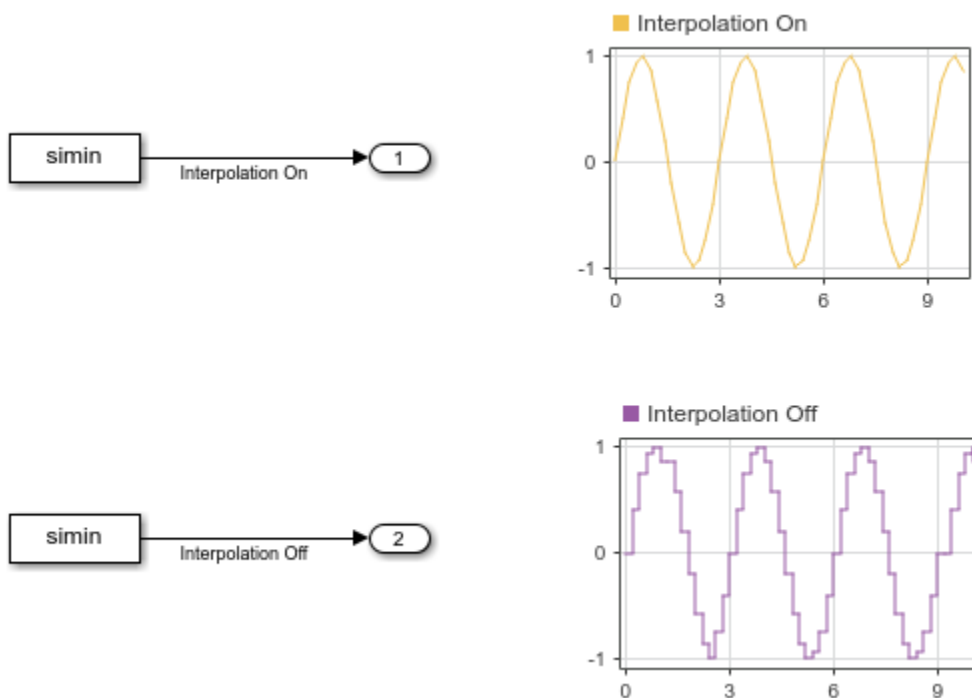 Interpolation On
1
0
-1
0 3 6 9
simin
Interpolation On
1
Interpolation Off
1
0
-1
0 3 6 9
simin
Interpolation Off
2